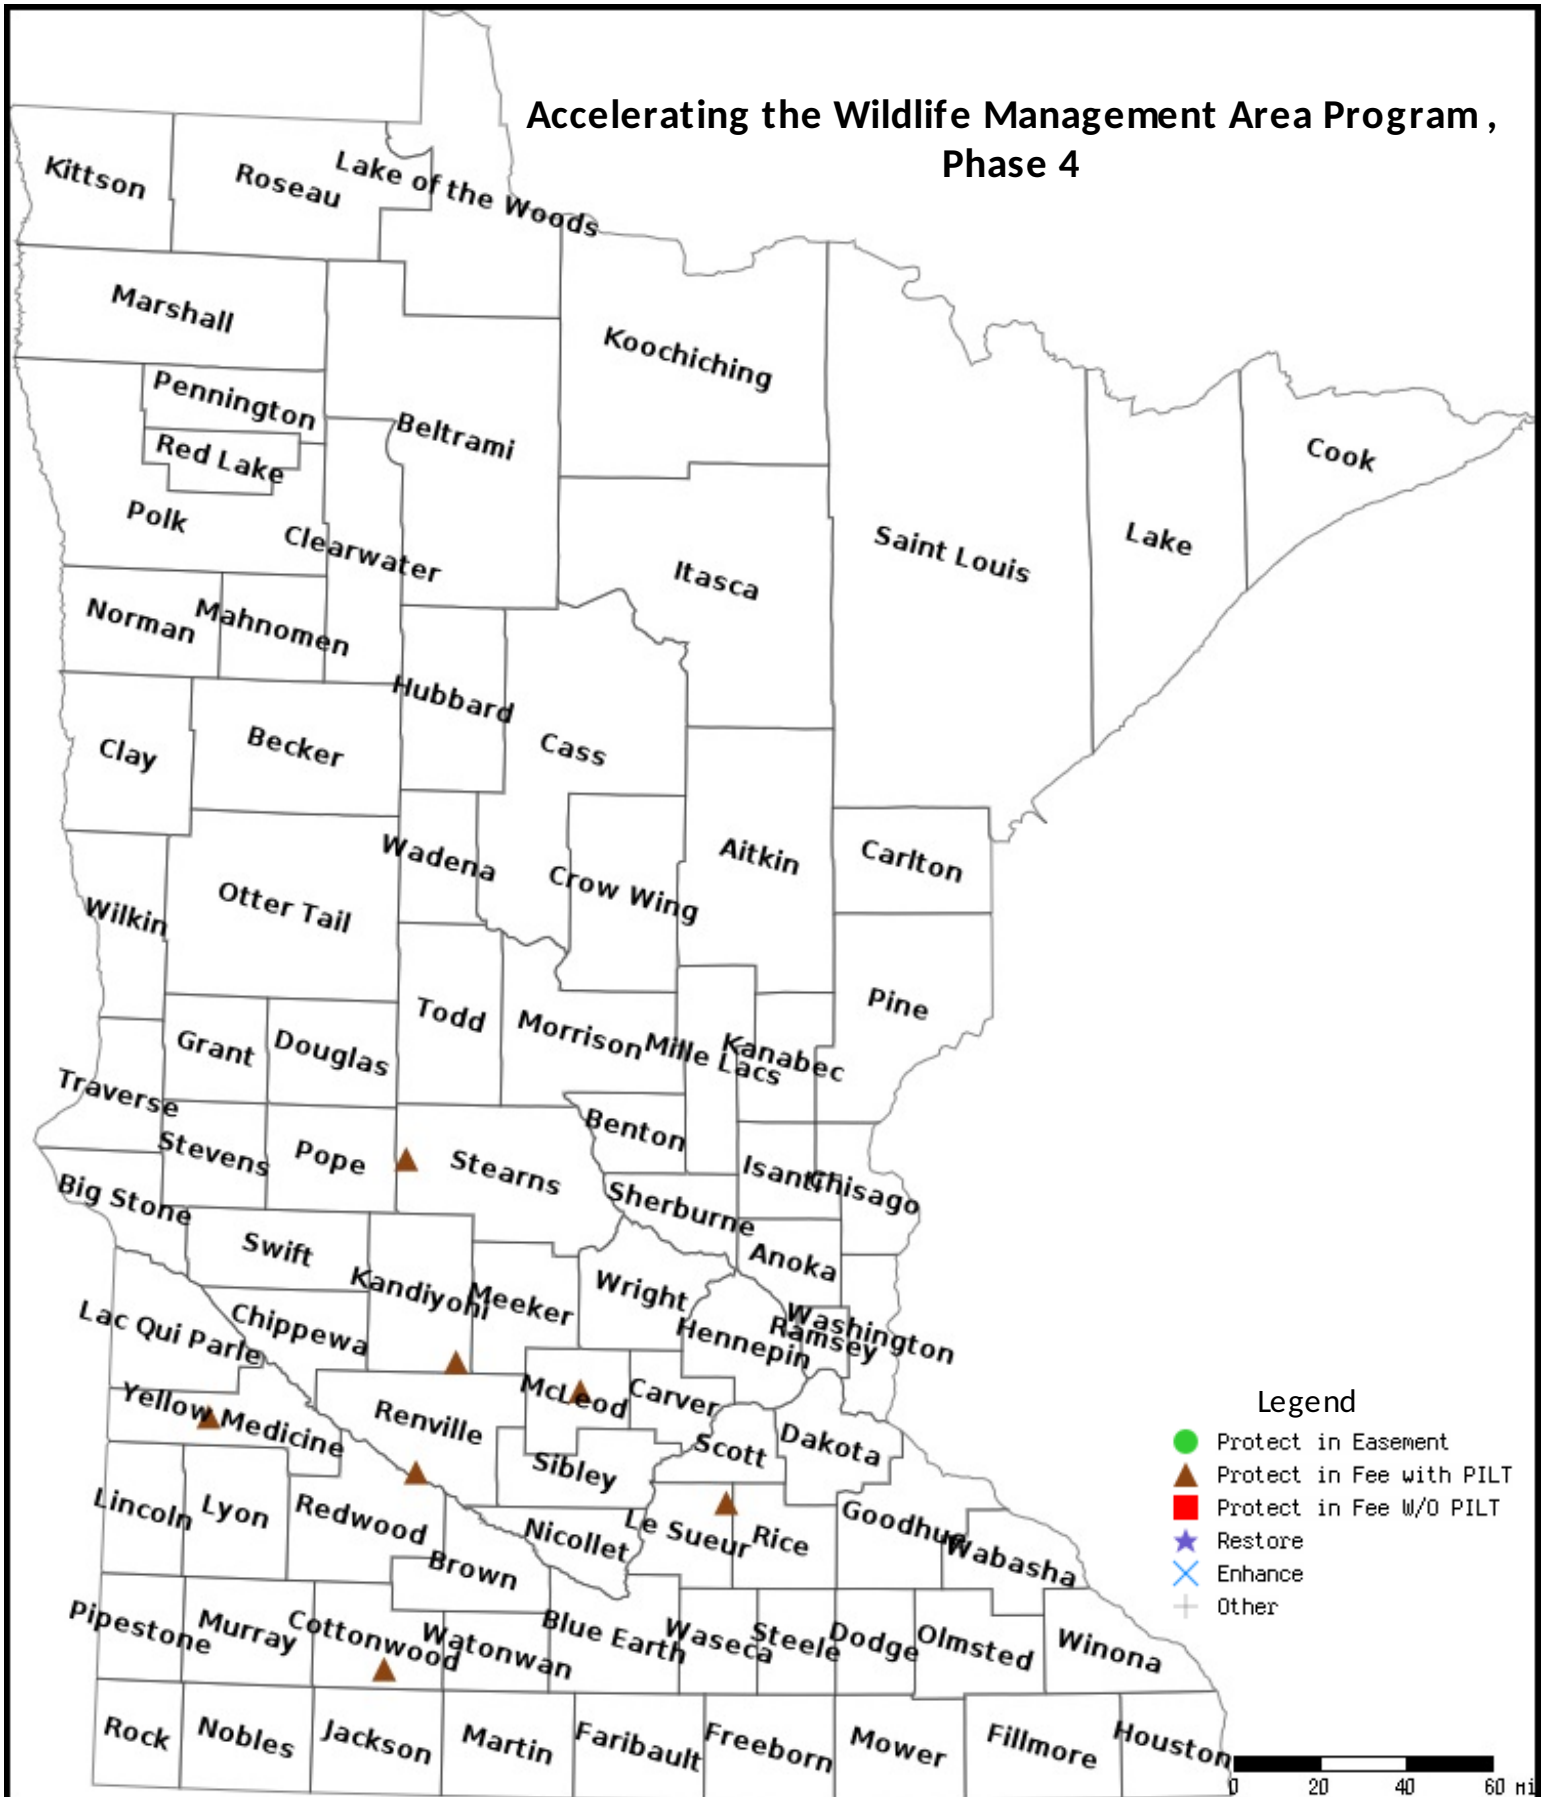 Accelerating the Wildlife Management Area Program ,
Phase 4
Kittson
Roseau
Lake of the Woods
Marshall
Koochiching
Pennington
Beltrami
Red Lake
Cook
Polk
Clearwater
Saint Louis
Lake
Itasca
Norman
Mahnomen
Hubbard
Clay
Becker
Cass
Wadena
Aitkin
Carlton
Otter Tail
Crow Wing
Wilkin
Todd
Morrison
Pine
Grant
Douglas
Mille Lacs
Kanabec
Traverse
Benton
Stevens
Pope
Stearns
Isanti
Chisago
Big Stone
Sherburne
Swift
Anoka
Kandiyohi
Meeker
Wright
Washington
Lac Qui Parle
Chippewa
Hennepin
Ramsey
McLeod
Carver
Yellow Medicine
Renville
Scott
Dakota
Sibley
Lincoln
Lyon
Redwood
Nicollet
Le Sueur
Rice
Goodhue
Wabasha
Brown
Pipestone
Murray
Cottonwood
Watonwan
Blue Earth
Waseca
Steele
Dodge
Olmsted
Winona
Rock
Nobles
Jackson
Martin
Faribault
Freeborn
Mower
Fillmore
Houston
Legend
Protect in Easement
Protect in Fee with PILT
Protect in Fee W/O PILT
Restore
Enhance
Other
0 20 40 60 mi